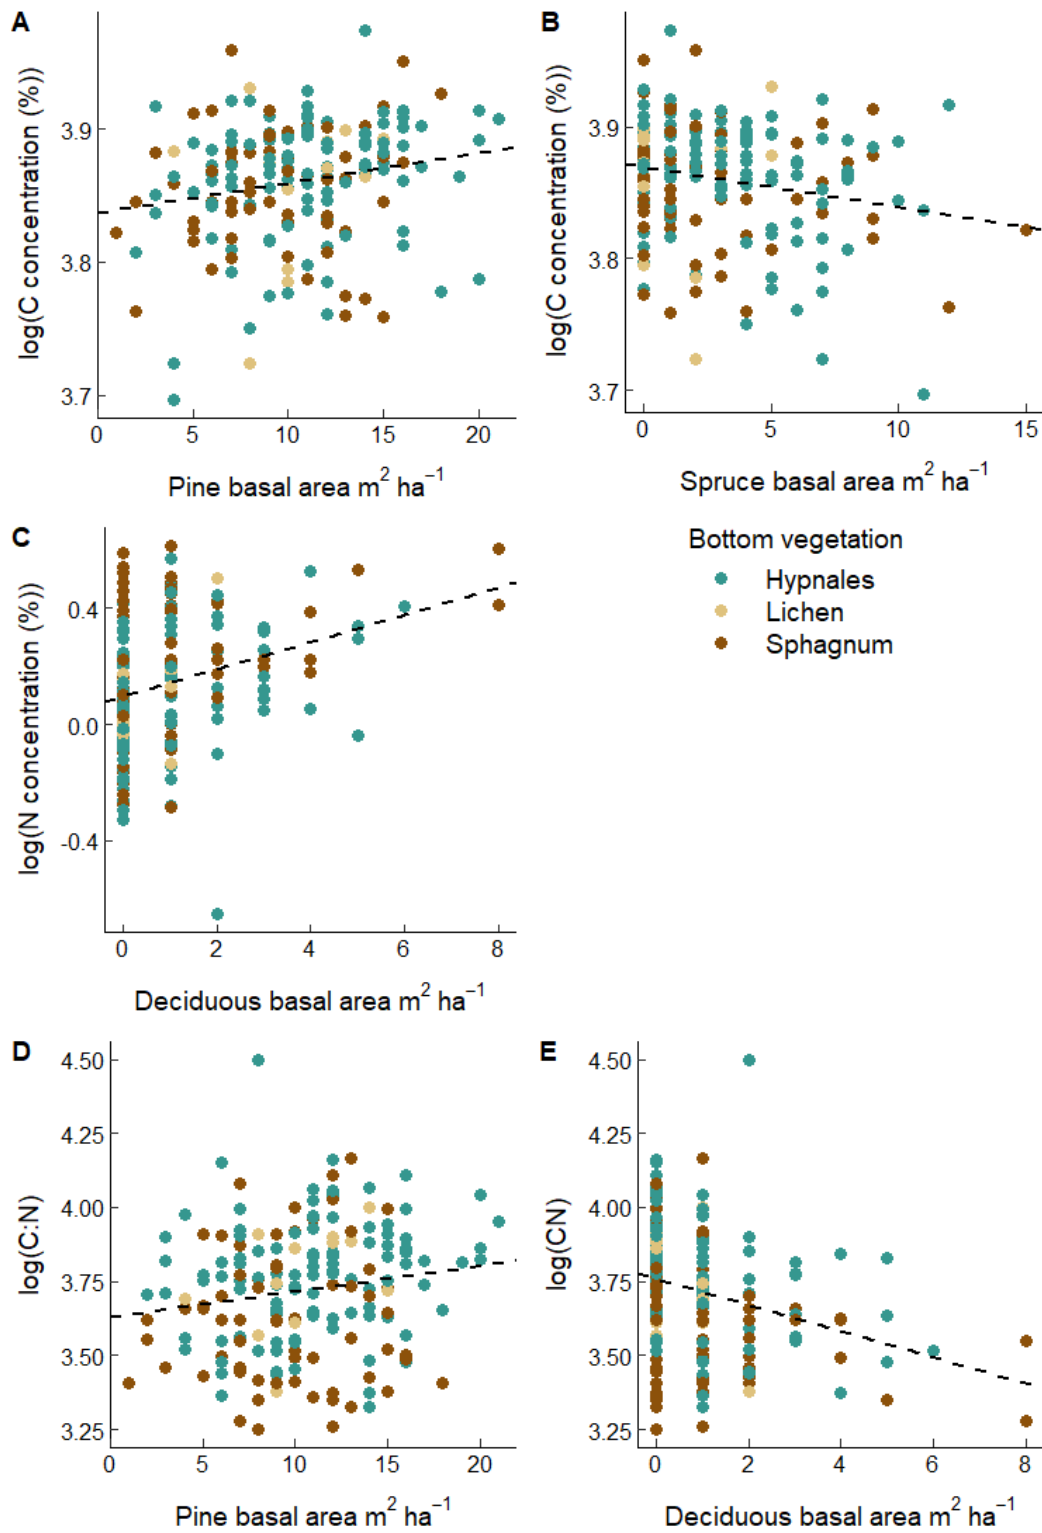 A
log(C concentration (%))
3.9
3.8
3.7
0 5 10 15 20
Pine basal area m² ha⁻¹
B
log(C concentration (%))
3.9
3.8
3.7
0 5 10 15
Spruce basal area m² ha⁻¹
C
log(N concentration (%))
0.4
0.0
-0.4
0 2 4 6 8
Deciduous basal area m² ha⁻¹
Bottom vegetation
Hypnales
Lichen
Sphagnum
D
log(C:N)
4.50
4.25
4.00
3.75
3.50
3.25
0 5 10 15 20
Pine basal area m² ha⁻¹
E
log(CN)
4.50
4.25
4.00
3.75
3.50
3.25
0 2 4 6 8
Deciduous basal area m² ha⁻¹